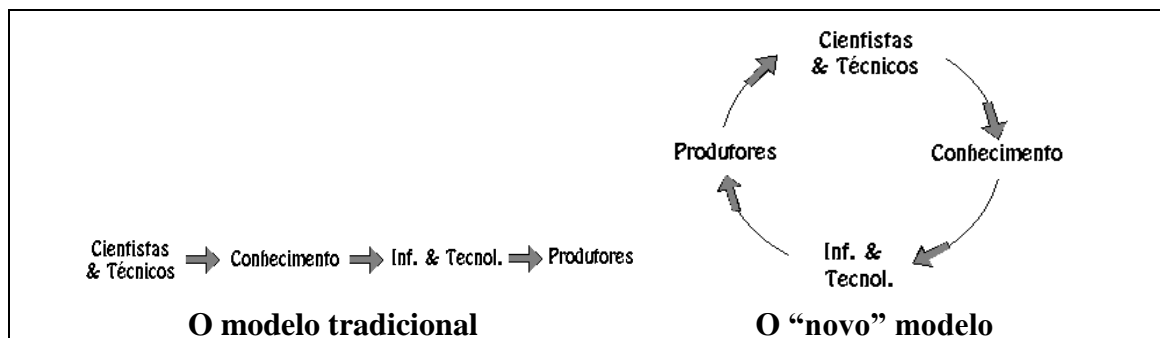 Cientistas
& Técnicos
Conhecimento
Inf. & Tecnol.
Produtores
O modelo tradicional
Cientistas
& Técnicos
Conhecimento
Inf. &
Tecnol.
Produtores
O “novo” modelo